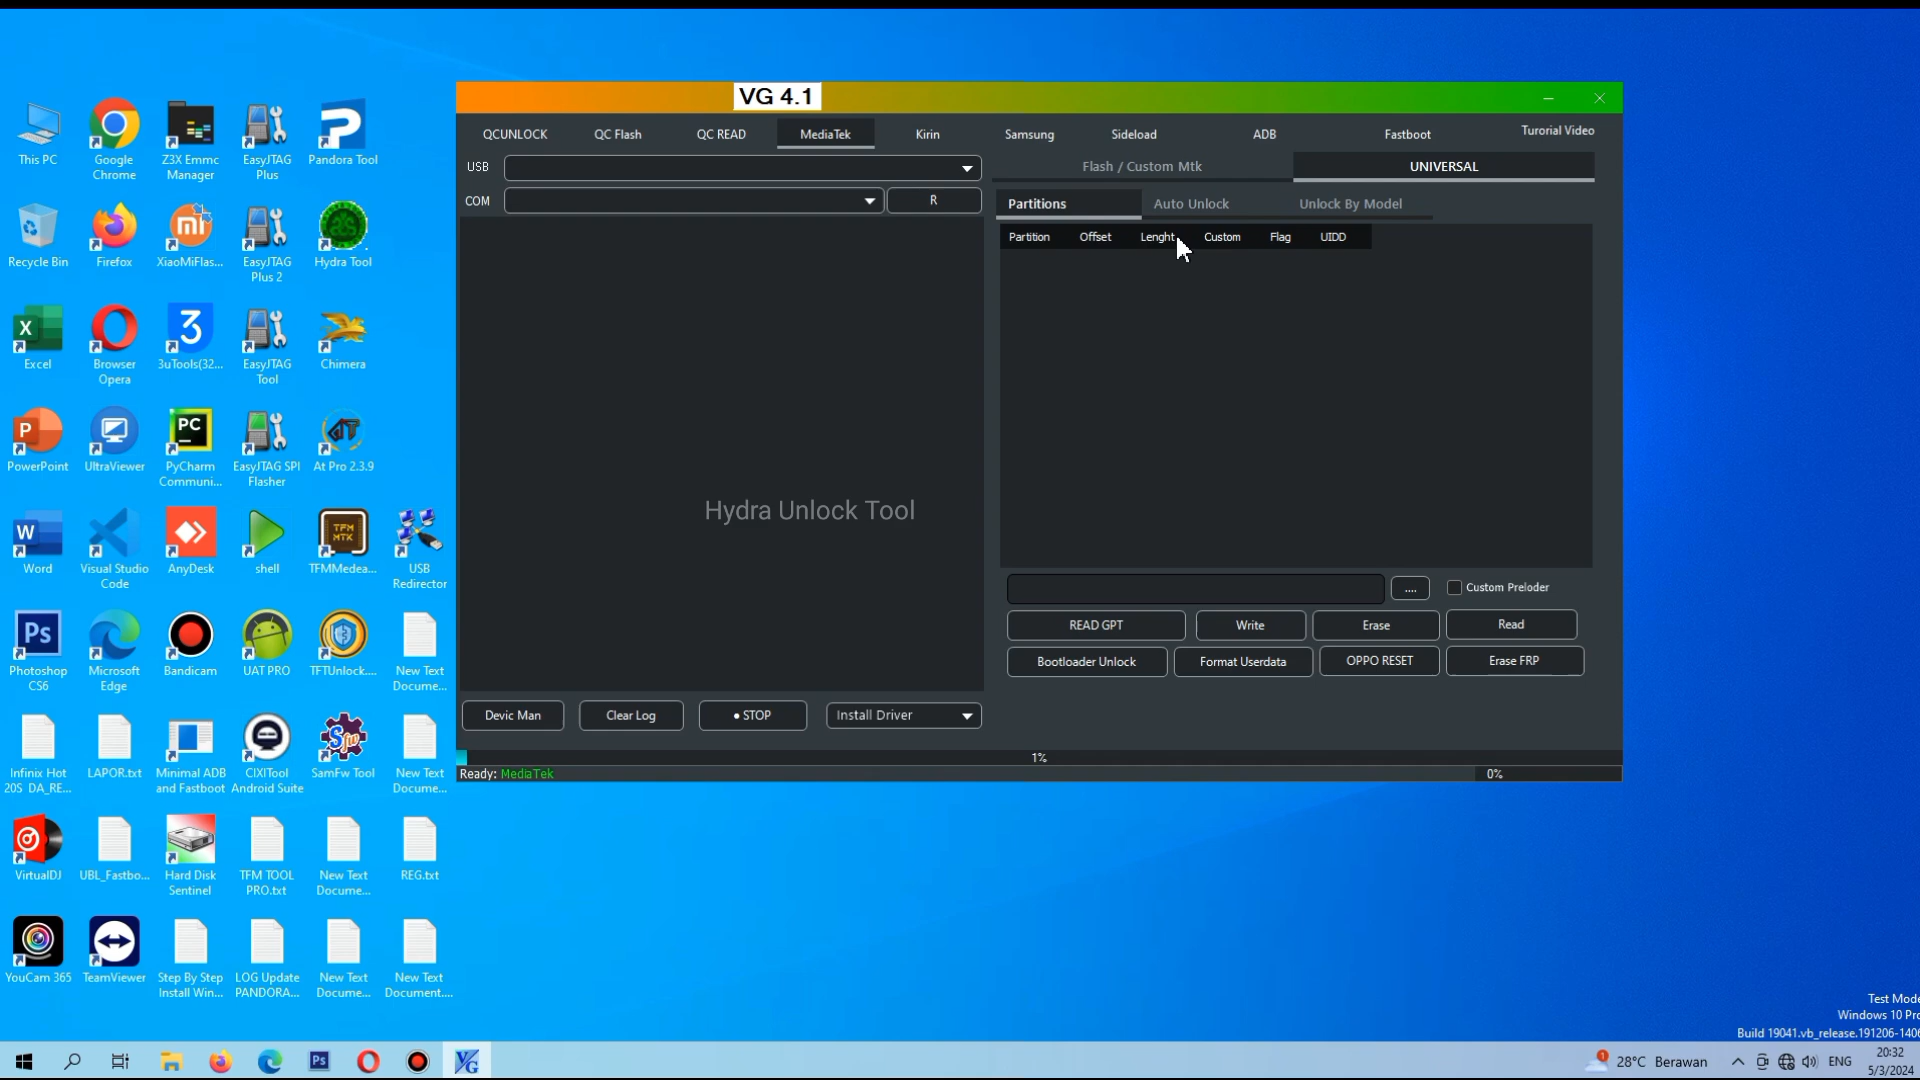 VG 4.1
QCUNLOCK QC Flash QC READ MediaTek Kirin Samsung Sideload ADB Fastboot Turorial Video
USB
Flash / Custom Mtk UNIVERSAL
COM R
Partitions Auto Unlock Unlock By Model
Partition Offset Lenght Custom Flag UIDD
Hydra Unlock Tool
.... Custom Preloder
READ GPT Write Erase Read
Bootloader Unlock Format Userdata OPPO RESET Erase FRP
Devic Man Clear Log • STOP Install Driver
1%
Ready: MediaTek 0%
This PC
Google Chrome
Z3X Emmc Manager
EasyJTAG Plus
Pandora Tool
Recycle Bin
Firefox
XiaoMiFlas...
EasyJTAG Plus 2
Hydra Tool
Excel
Browser Opera
3uTools(32...
EasyJTAG Tool
Chimera
PowerPoint
UltraViewer
PyCharm Communi...
EasyJTAG SPI Flasher
At Pro 2.3.9
Word
Visual Studio Code
AnyDesk
shell
TFMMedea...
USB Redirector
Photoshop CS6
Microsoft Edge
Bandicam
UAT PRO
TFTUnlock....
New Text Docume...
Infinix Hot 20S DA_RE...
LAPOR.txt
Minimal ADB and Fastboot
CIXITool Android Suite
SamFw Tool
New Text Docume...
VirtualDJ
UBL_Fastbo...
Hard Disk Sentinel
TFM TOOL PRO.txt
New Text Docume...
REG.txt
YouCam 365
TeamViewer
Step By Step Install Win...
LOG Update PANDORA...
New Text Docume...
New Text Document....
Test Mode
Windows 10 Pro
Build 19041.vb_release.191206-1406
28°C Berawan ENG 20:32
5/3/2024